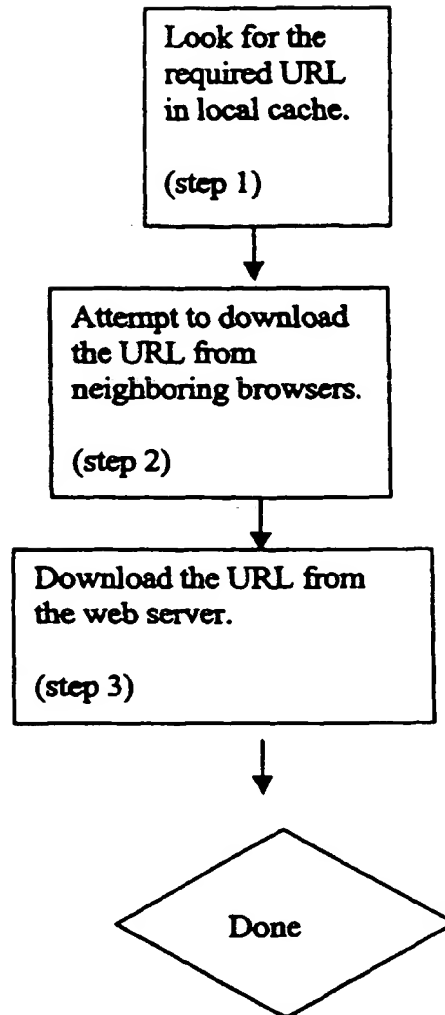 Look for the
required URL
in local cache.
(step 1)
Attempt to download
the URL from
neighboring browsers.
(step 2)
Download the URL from
the web server.
(step 3)
Done